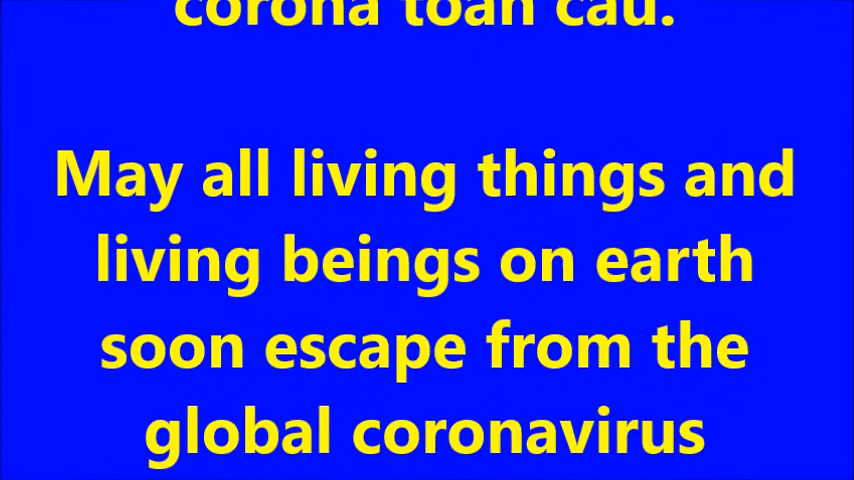 corona toàn cầu.
May all living things and
living beings on earth
soon escape from the
global coronavirus